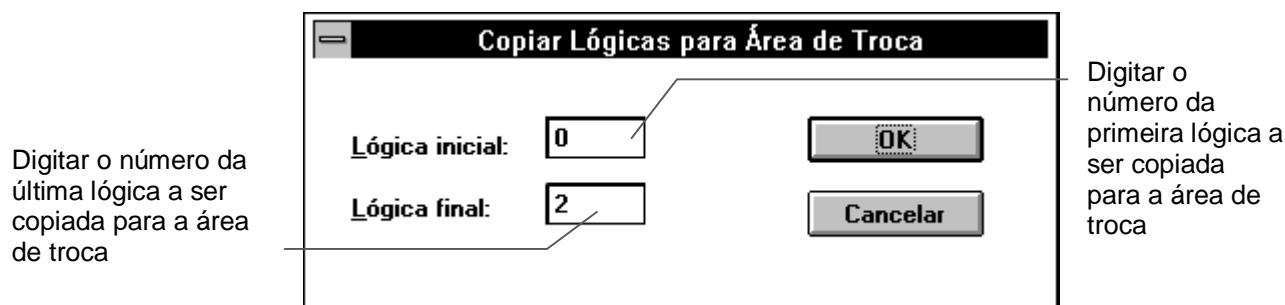 Copiar Lógicas para Área de Troca
Lógica inicial:
0
OK
Lógica final:
2
Cancelar
Digitar o número da
última lógica a ser
copiada para a área
de troca
Digitar o
número da
primeira lógica a
ser copiada
para a área de
troca